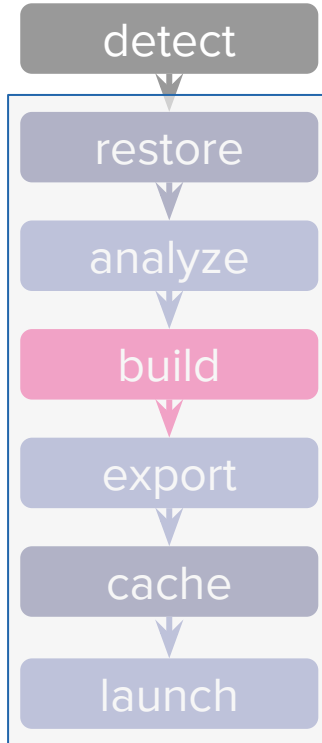 detect
restore
analyze
build
export
cache
launch